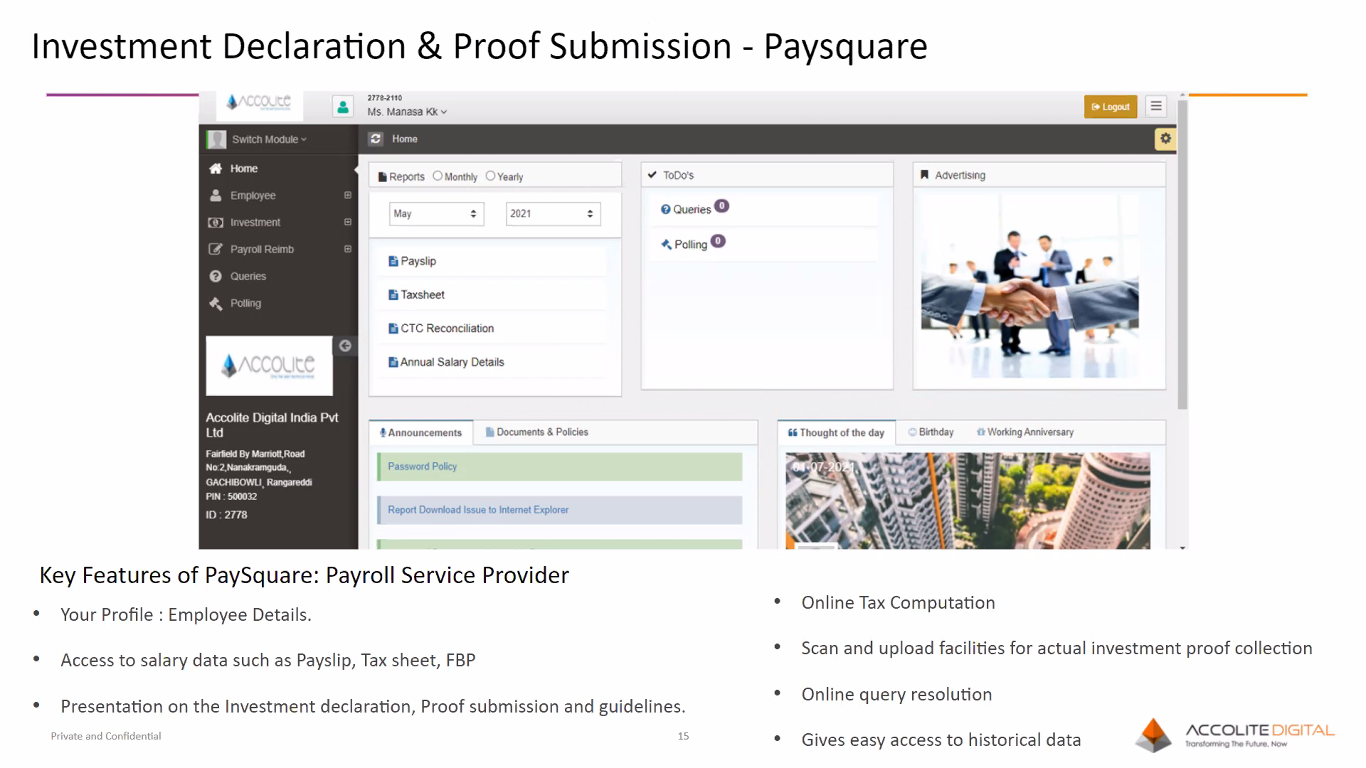 Investment Declaration & Proof Submission - Paysquare
ACCOLITE
2778-2110
Ms. Manasa Kk
Logout
Switch Module
Home
Home
Employee
Investment
Payroll Reimb
Queries
Polling
Reports Monthly Yearly
May 2021
Payslip
Taxsheet
CTC Reconciliation
Annual Salary Details
ToDo's
Queries 0
Polling 0
Advertising
ACCOLITE
Accolite Digital India Pvt
Ltd
Fairfield By Marriott,Road
No:2,Nanakramguda,,
GACHIBOWLI, Rangareddi
PIN : 500032
ID : 2778
Announcements Documents & Policies
Password Policy
Report Download Issue to Internet Explorer
Thought of the day Birthday Working Anniversary
01-07-2021
Key Features of PaySquare: Payroll Service Provider
• Your Profile : Employee Details.
• Access to salary data such as Payslip, Tax sheet, FBP
• Presentation on the Investment declaration, Proof submission and guidelines.
• Online Tax Computation
• Scan and upload facilities for actual investment proof collection
• Online query resolution
• Gives easy access to historical data
Private and Confidential
15
ACCOLITE DIGITAL
Transforming The Future, Now